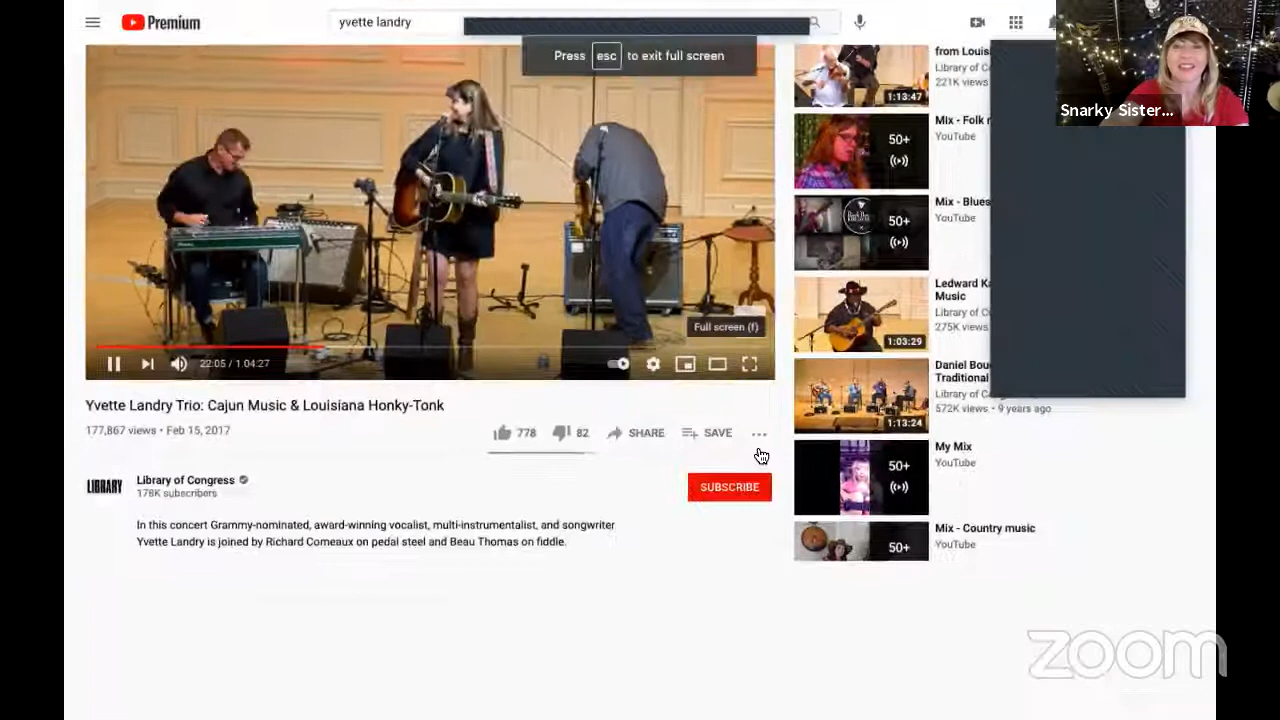 Premium
yvette landry
Press esc to exit full screen
Snarky Sister...
from Louisi
Library of Co
221K views
1:13:47
Mix - Folk
YouTube
50+
Mix - Blues
YouTube
50+
Ledward Ka
Music
Library of Co
275K views
1:03:29
Daniel Bou
Traditional
Library of C
572K views • 9 years ago
1:13:24
My Mix
YouTube
50+
Mix - Country music
YouTube
50+
Full screen (f)
22:05 / 1:04:27
Yvette Landry Trio: Cajun Music & Louisiana Honky-Tonk
177,867 views • Feb 15, 2017
778
82
SHARE
SAVE
LIBRARY
Library of Congress
178K subscribers
SUBSCRIBE
In this concert Grammy-nominated, award-winning vocalist, multi-instrumentalist, and songwriter
Yvette Landry is joined by Richard Comeaux on pedal steel and Beau Thomas on fiddle.
zoom